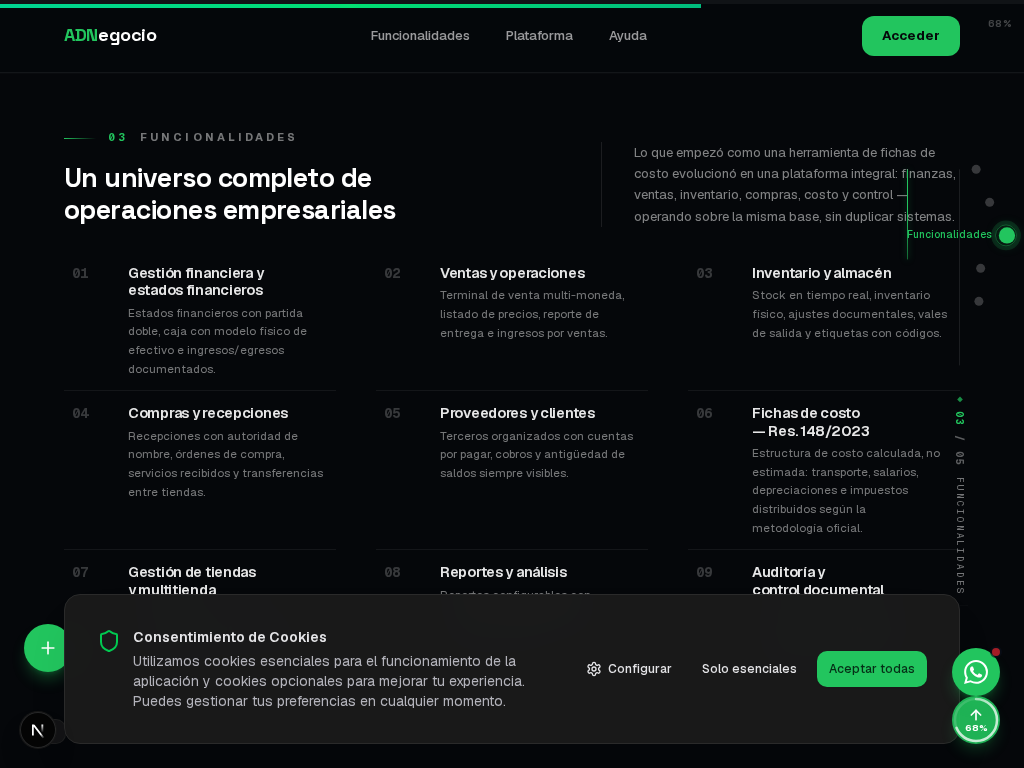 ADNegocio
Funcionalidades
Plataforma
Ayuda
Acceder
68%
03 FUNCIONALIDADES
Un universo completo de
operaciones empresariales
Lo que empezó como una herramienta de fichas de
costo evolucionó en una plataforma integral: finanzas,
ventas, inventario, compras, costo y control —
operando sobre la misma base, sin duplicar sistemas.
Funcionalidades
01
Gestión financiera y
estados financieros
Estados financieros con partida
doble, caja con modelo físico de
efectivo e ingresos/egresos
documentados.
02
Ventas y operaciones
Terminal de venta multi-moneda,
listado de precios, reporte de
entrega e ingresos por ventas.
03
Inventario y almacén
Stock en tiempo real, inventario
físico, ajustes documentales, vales
de salida y etiquetas con códigos.
04
Compras y recepciones
Recepciones con autoridad de
nombre, órdenes de compra,
servicios recibidos y transferencias
entre tiendas.
05
Proveedores y clientes
Terceros organizados con cuentas
por pagar, cobros y antigüedad de
saldos siempre visibles.
06
Fichas de costo
— Res. 148/2023
Estructura de costo calculada, no
estimada: transporte, salarios,
depreciaciones e impuestos
distribuidos según la
metodología oficial.
03 / 05 FUNCIONALIDADES
07
Gestión de tiendas
y multitienda
08
Reportes y análisis
09
Auditoría y
control documental
Consentimiento de Cookies
Utilizamos cookies esenciales para el funcionamiento de la
aplicación y cookies opcionales para mejorar tu experiencia.
Puedes gestionar tus preferencias en cualquier momento.
Configurar
Solo esenciales
Aceptar todas
68%